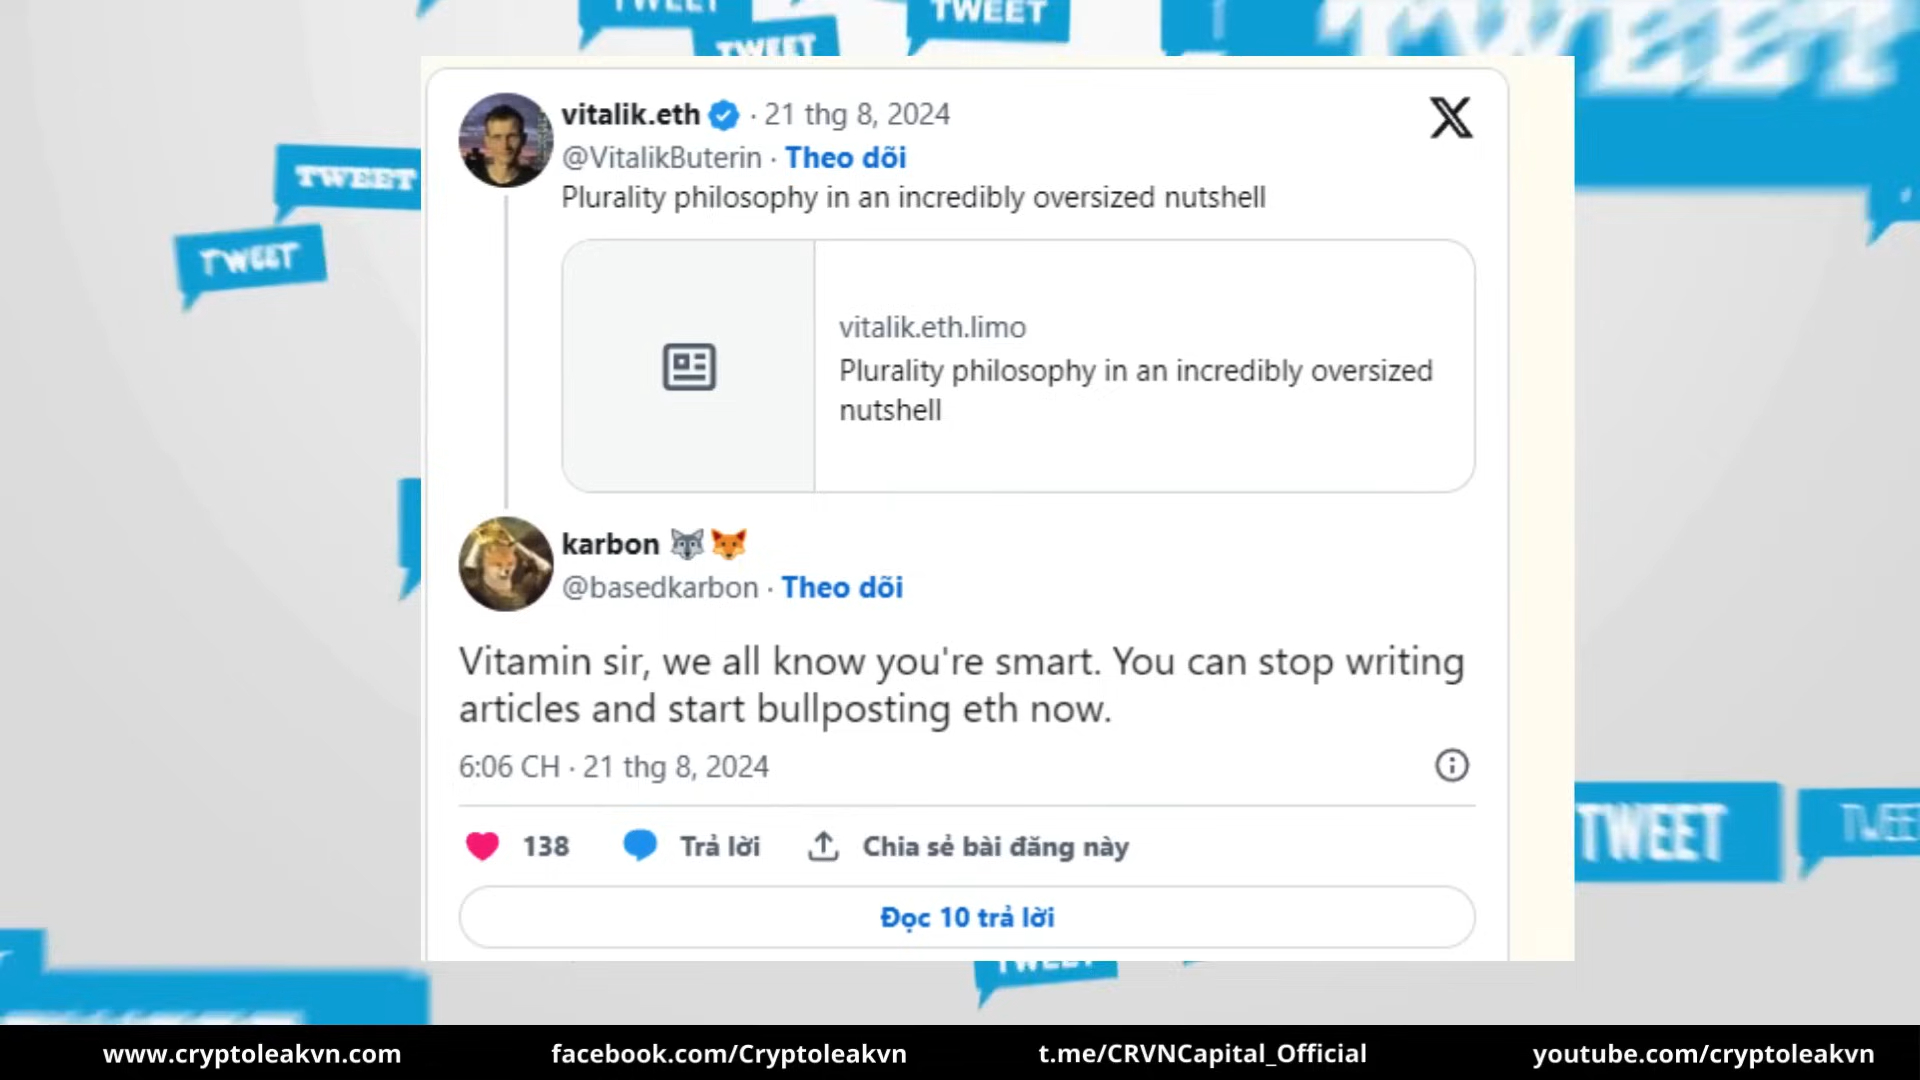 TWEET
TWEET
TWEET
TWEET
TWEET
TWEET
vitalik.eth · 21 thg 8, 2024
@VitalikButerin · Theo dõi
Plurality philosophy in an incredibly oversized nutshell
vitalik.eth.limo
Plurality philosophy in an incredibly oversized
nutshell
karbon
@basedkarbon · Theo dõi
Vitamin sir, we all know you're smart. You can stop writing
articles and start bullposting eth now.
6:06 CH · 21 thg 8, 2024
138 Trả lời Chia sẻ bài đăng này
Đọc 10 trả lời
TWEET
TWEE
TWEET
www.cryptoleakvn.com facebook.com/Cryptoleakvn t.me/CRVNCapital_Official youtube.com/cryptoleakvn